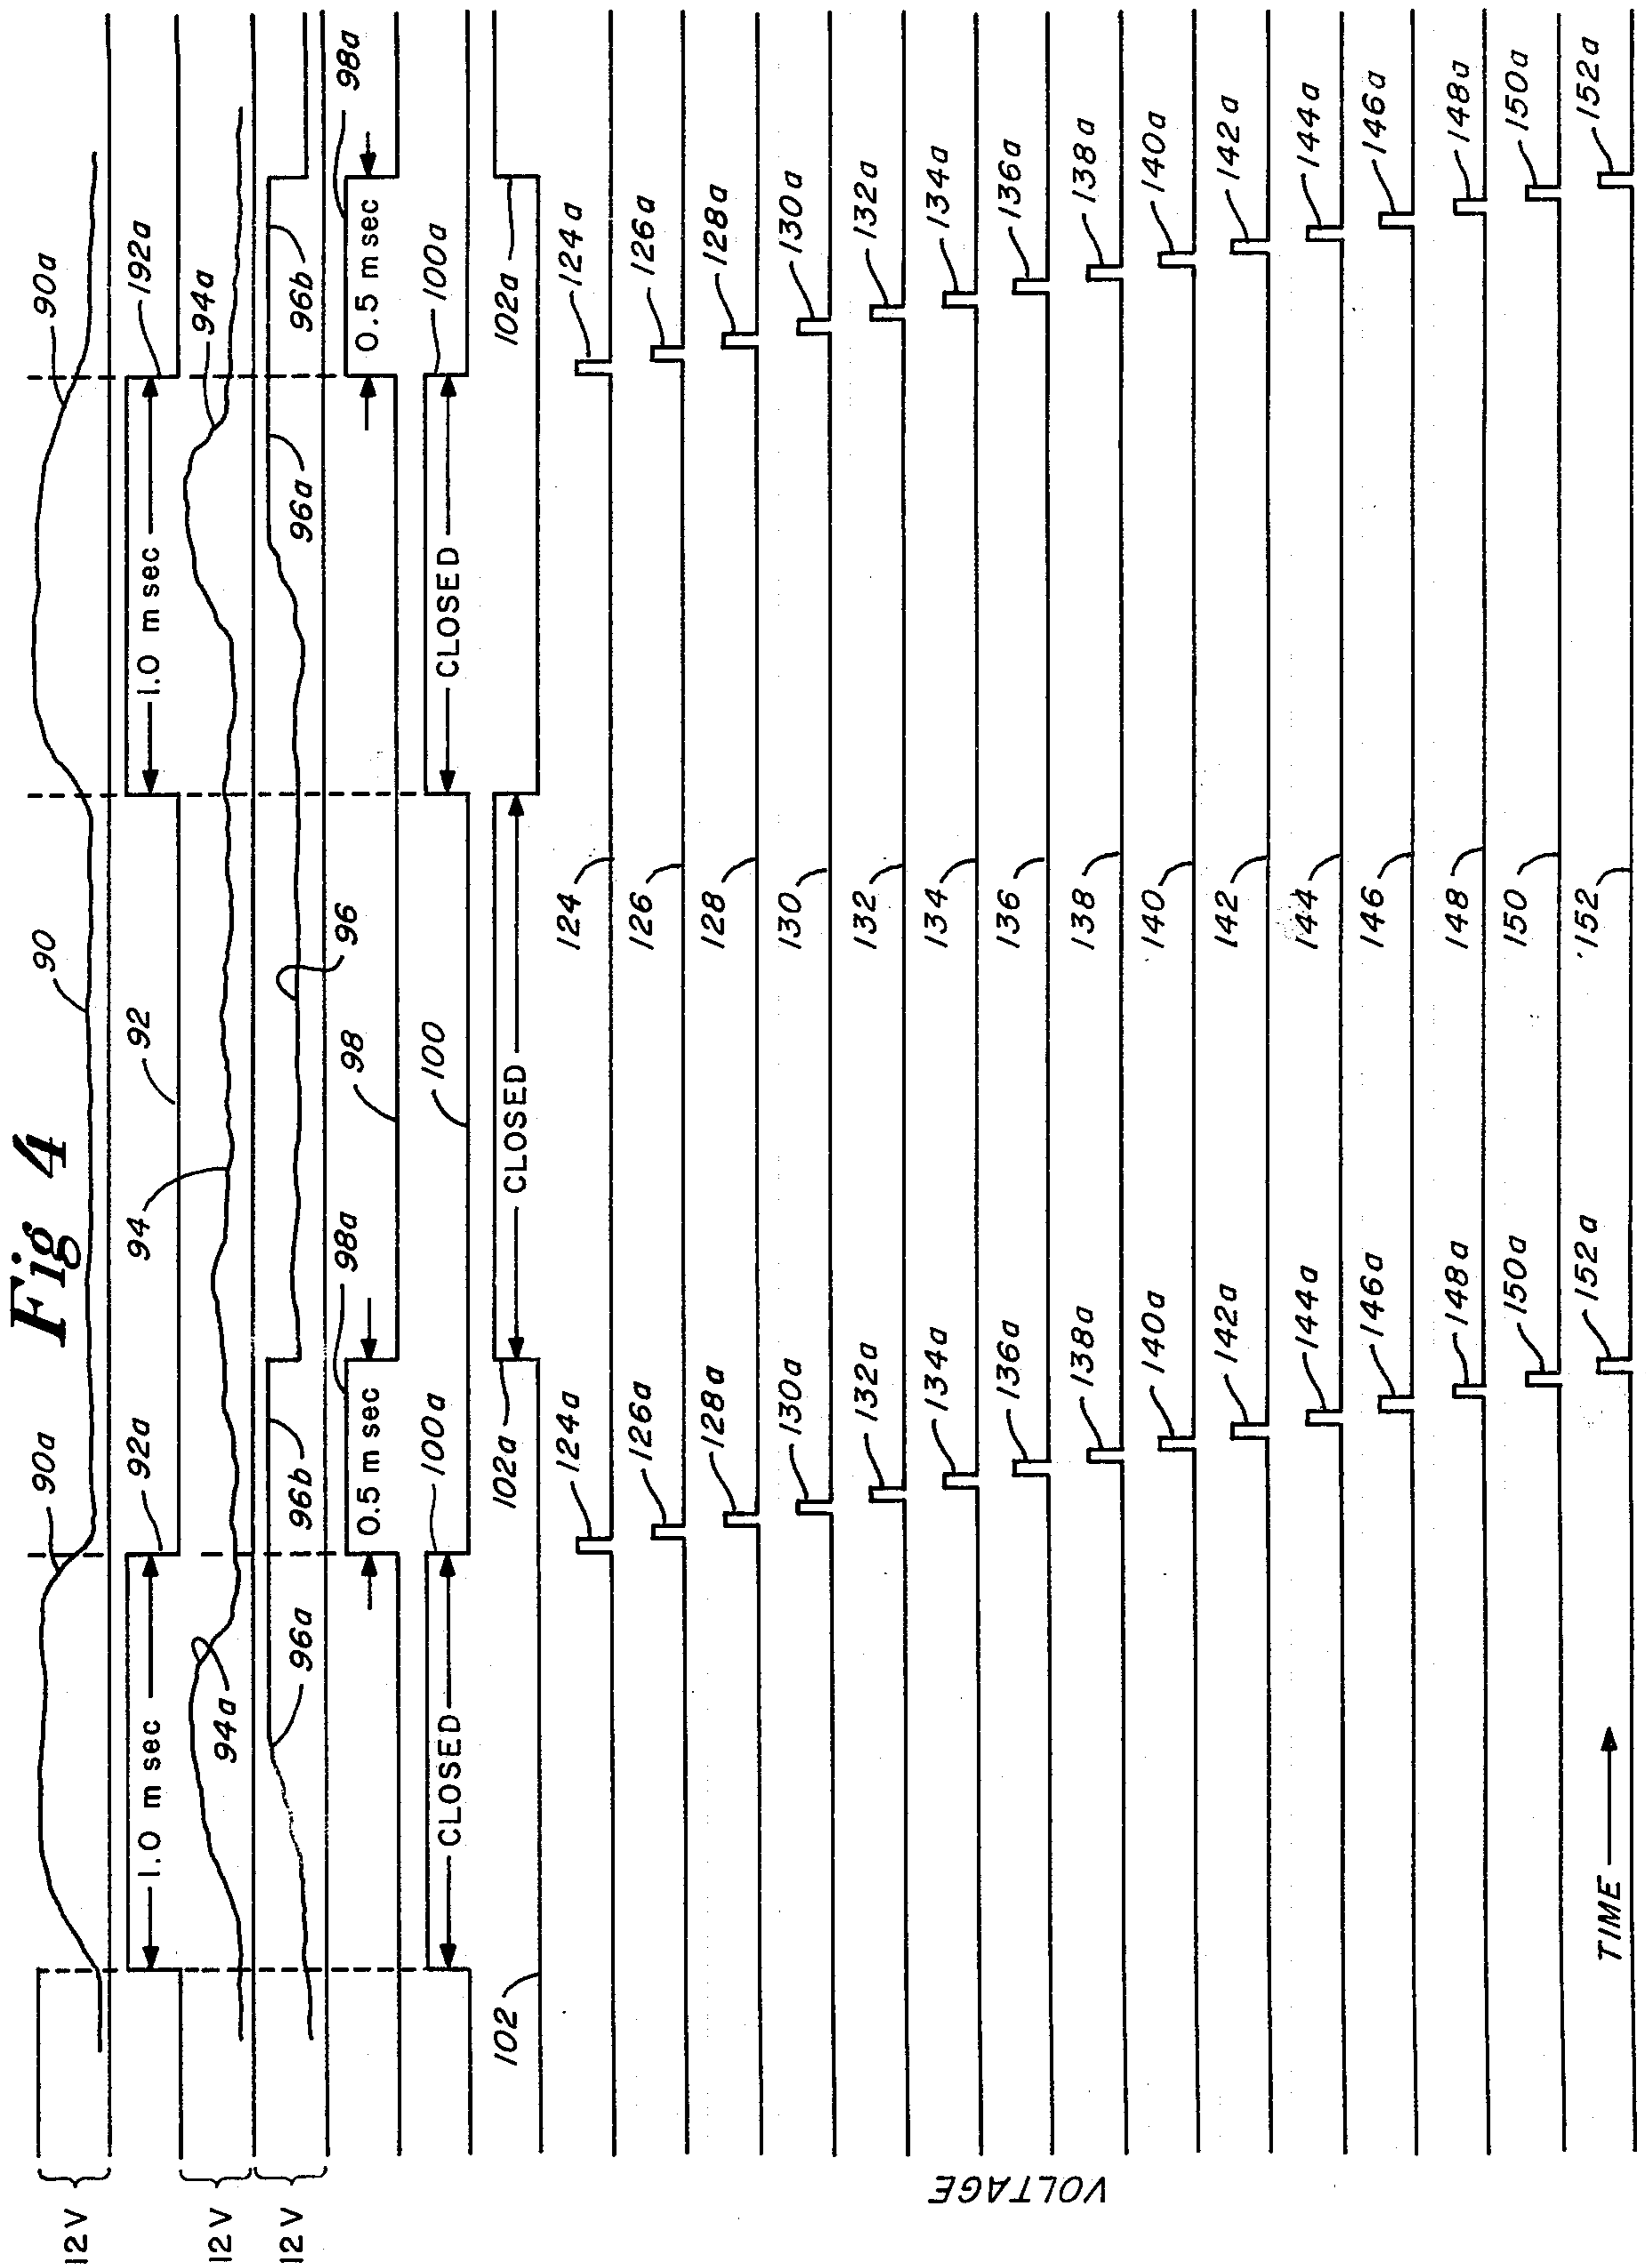 Fig 4
12V
90a
90
90a
1.0 m sec
92a
92
1.0 m sec
192a
12V
94a
94
94a
12V
96a
96b
96
96a
96b
0.5 m sec
98a
98
0.5 m sec
98a
CLOSED
100a
100
CLOSED
100a
102
102a
CLOSED
102a
124a
124
124a
126a
126
126a
128a
128
128a
130a
130
130a
132a
132
132a
134a
134
134a
136a
136
136a
138a
138
138a
140a
140
140a
142a
142
142a
144a
144
144a
146a
146
146a
148a
148
148a
150a
150
150a
152a
152
152a
TIME
VOLTAGE